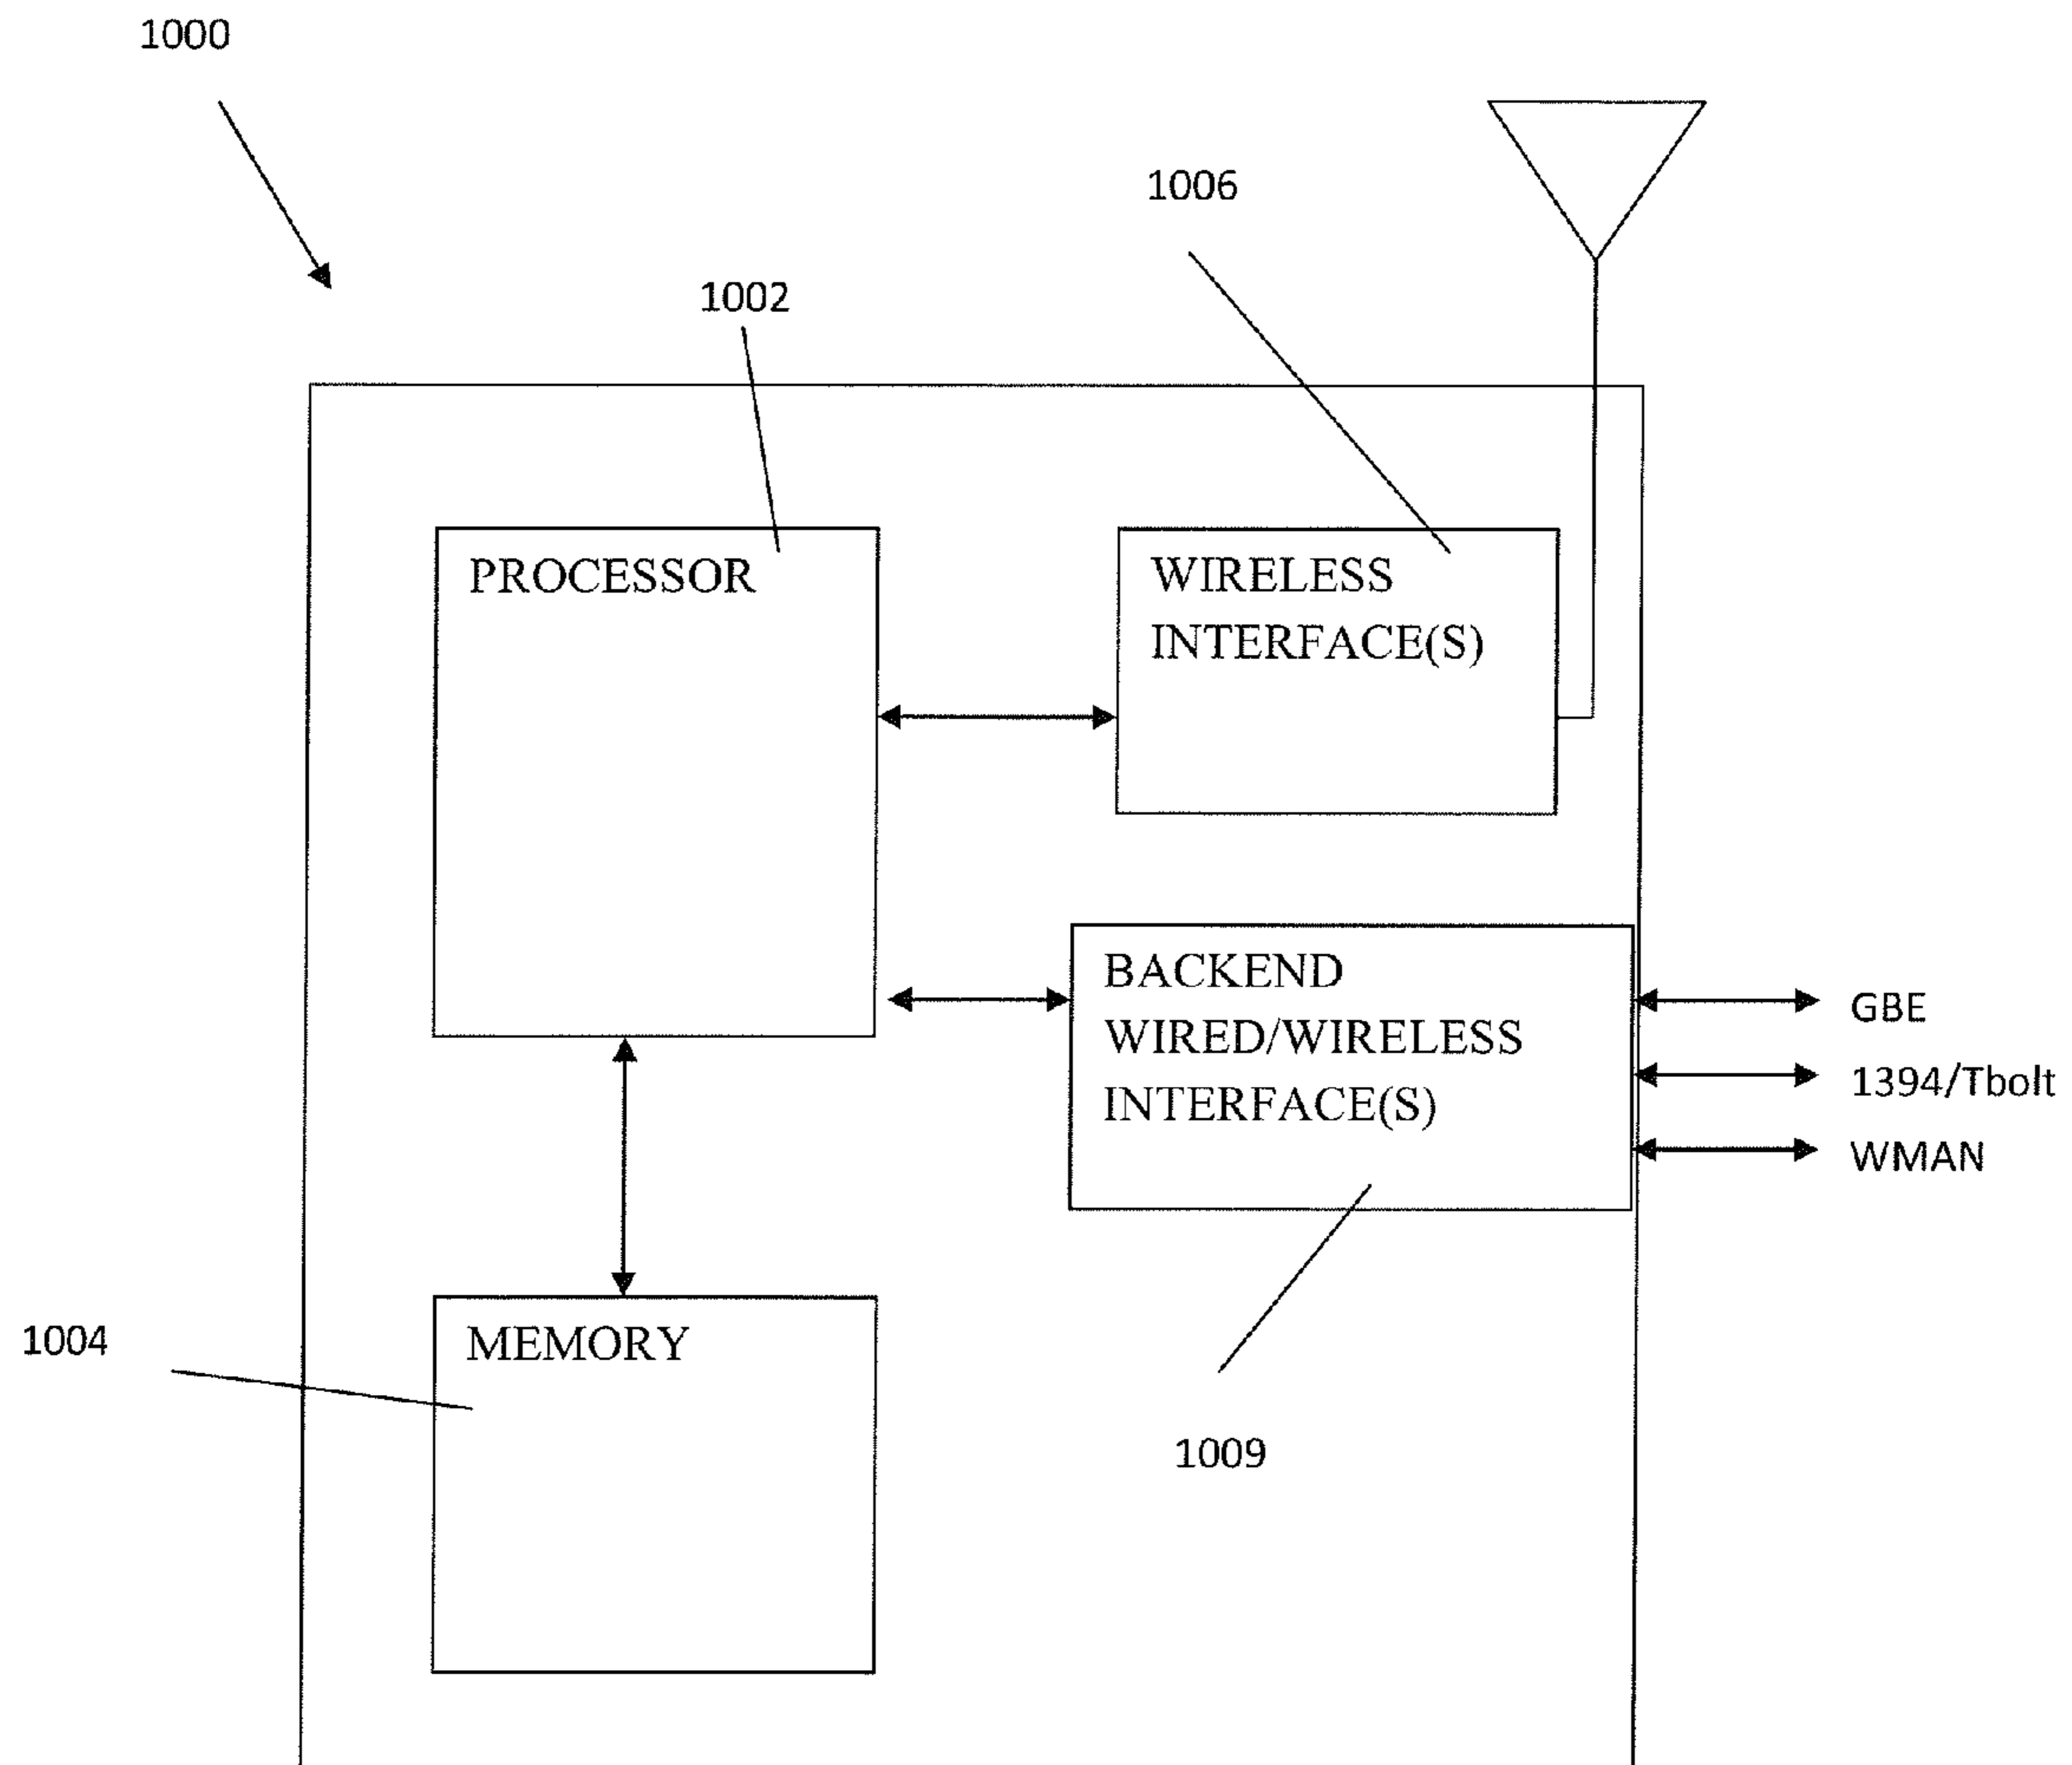 1000
1006
1002
PROCESSOR
WIRELESS
INTERFACE(S)
BACKEND
WIRED/WIRELESS
INTERFACE(S)
GBE
1394/Tbolt
WMAN
1004
MEMORY
1009